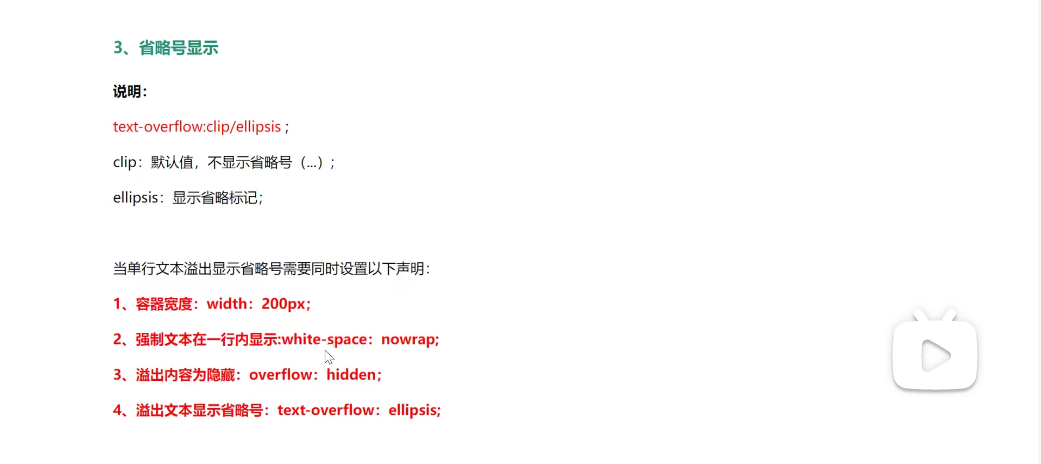 3、省略号显示
说明：
text-overflow:clip/ellipsis ;
clip：默认值，不显示省略号（...）;
ellipsis：显示省略标记；
当单行文本溢出显示省略号需要同时设置以下声明：
1、容器宽度：width：200px；
2、强制文本在一行内显示:white-space：nowrap;
3、溢出内容为隐藏：overflow：hidden；
4、溢出文本显示省略号：text-overflow：ellipsis;